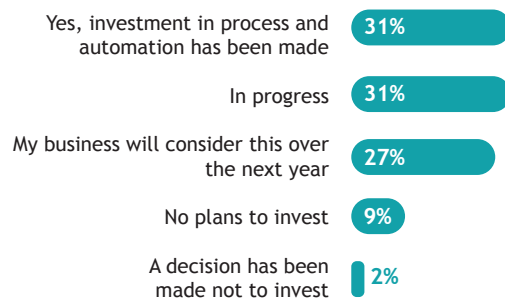 Yes, investment in process and
automation has been made
31%
In progress
31%
My business will consider this over
the next year
27%
No plans to invest
9%
A decision has been
made not to invest
2%